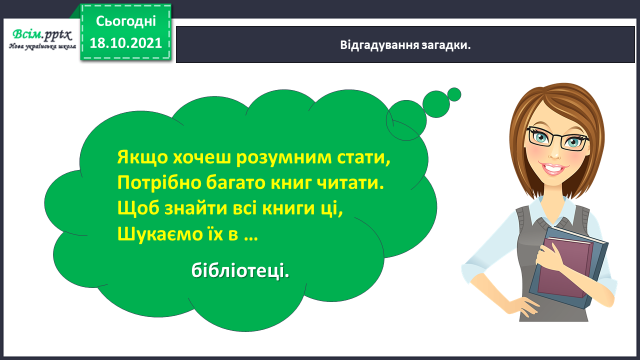 Всім.pptx
Нова українська школа
Сьогодні
18.10.2021
Відгадування загадки.
Якщо хочеш розумним стати,
Потрібно багато книг читати.
Щоб знайти всі книги ці,
Шукаємо їх в ...
бібліотеці.